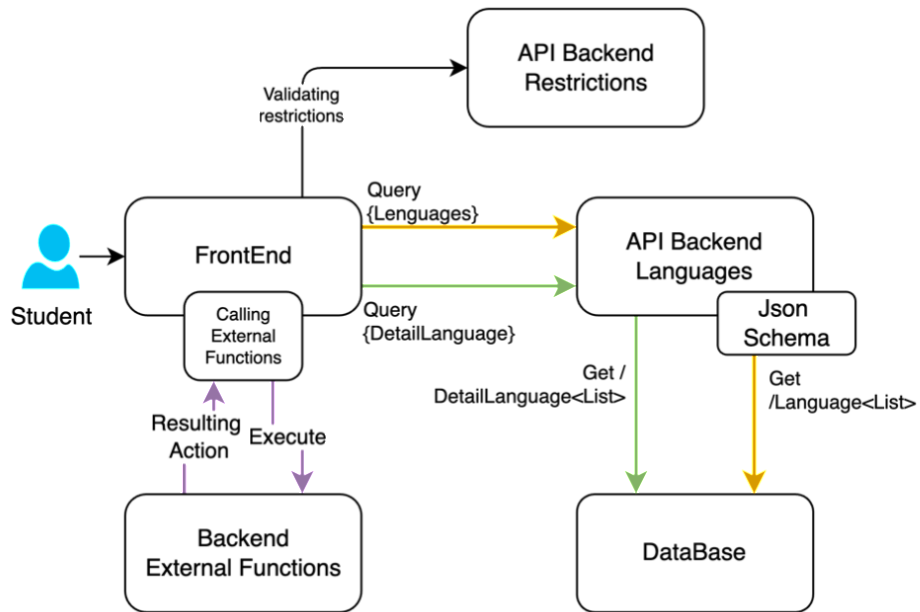 API Backend
Restrictions
Validating
restrictions
Query
{Lenguages}
FrontEnd
API Backend
Languages
Student
Calling
External
Functions
Query
{DetailLanguage}
Json
Schema
Get /
DetailLanguage<List>
Get
/Language<List>
Resulting
Action
Execute
Backend
External Functions
DataBase